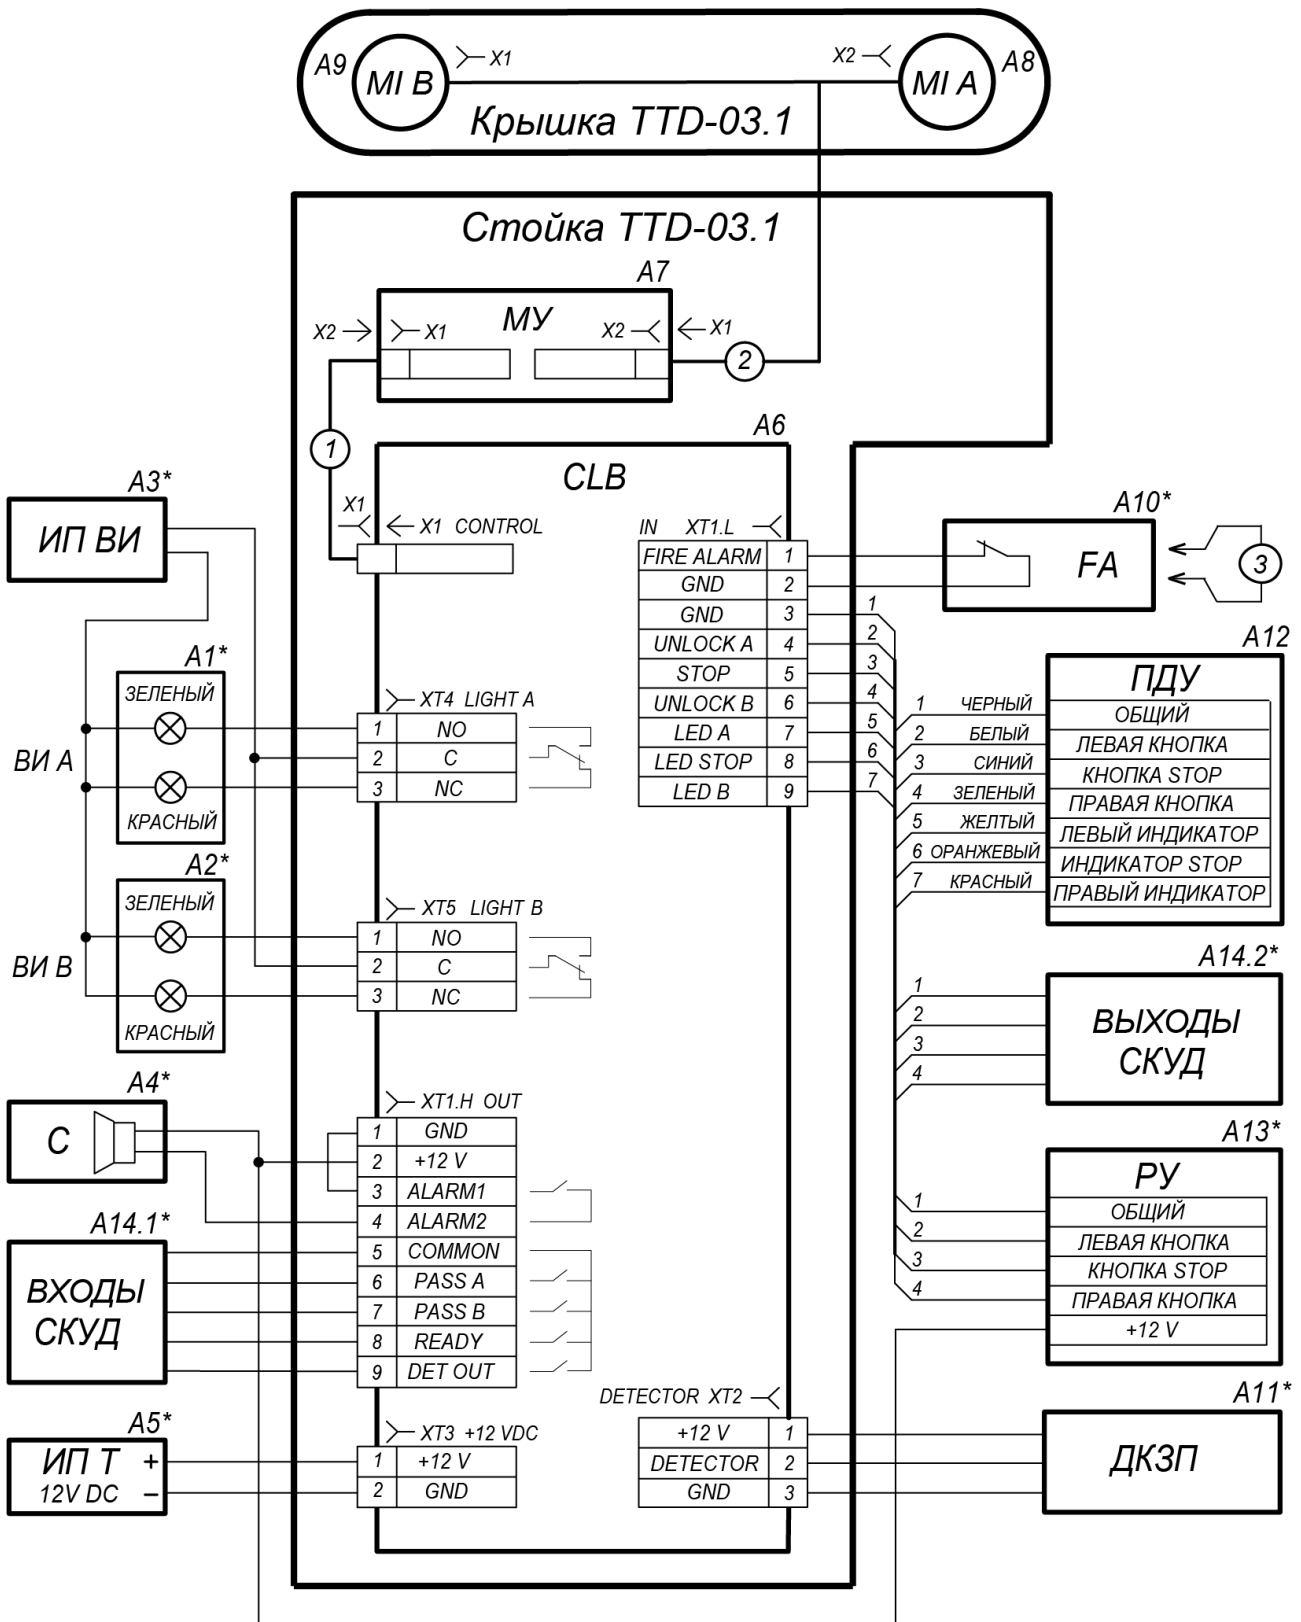 A9
MI B
X1
X2
MI A
A8
Крышка TTD-03.1
Стойка TTD-03.1
A7
МУ
X2
X1
X2
X1
2
1
A6
CLB
X1
X1 CONTROL
IN XT1.L
FIRE ALARM 1
GND 2
GND 3
UNLOCK A 4
STOP 5
UNLOCK B 6
LED A 7
LED STOP 8
LED B 9
1
2
3
4
5
6
7
A10*
FA
3
A3*
ИП ВИ
A1*
ЗЕЛЕНЫЙ
КРАСНЫЙ
ВИ А
XT4 LIGHT A
1 NO
2 C
3 NC
A2*
ЗЕЛЕНЫЙ
КРАСНЫЙ
ВИ В
XT5 LIGHT B
1 NO
2 C
3 NC
A12
ПДУ
1 ЧЕРНЫЙ ОБЩИЙ
2 БЕЛЫЙ ЛЕВАЯ КНОПКА
3 СИНИЙ КНОПКА STOP
4 ЗЕЛЕНЫЙ ПРАВАЯ КНОПКА
5 ЖЕЛТЫЙ ЛЕВЫЙ ИНДИКАТОР
6 ОРАНЖЕВЫЙ ИНДИКАТОР STOP
7 КРАСНЫЙ ПРАВЫЙ ИНДИКАТОР
A14.2*
1
2
3
4
ВЫХОДЫ
СКУД
A4*
С
XT1.H OUT
1 GND
2 +12 V
3 ALARM1
4 ALARM2
5 COMMON
6 PASS A
7 PASS B
8 READY
9 DET OUT
A14.1*
ВХОДЫ
СКУД
A13*
РУ
1 ОБЩИЙ
2 ЛЕВАЯ КНОПКА
3 КНОПКА STOP
4 ПРАВАЯ КНОПКА
+12 V
A5*
ИП Т +
12V DC −
XT3 +12 VDC
1 +12 V
2 GND
DETECTOR XT2
+12 V 1
DETECTOR 2
GND 3
A11*
ДКЗП